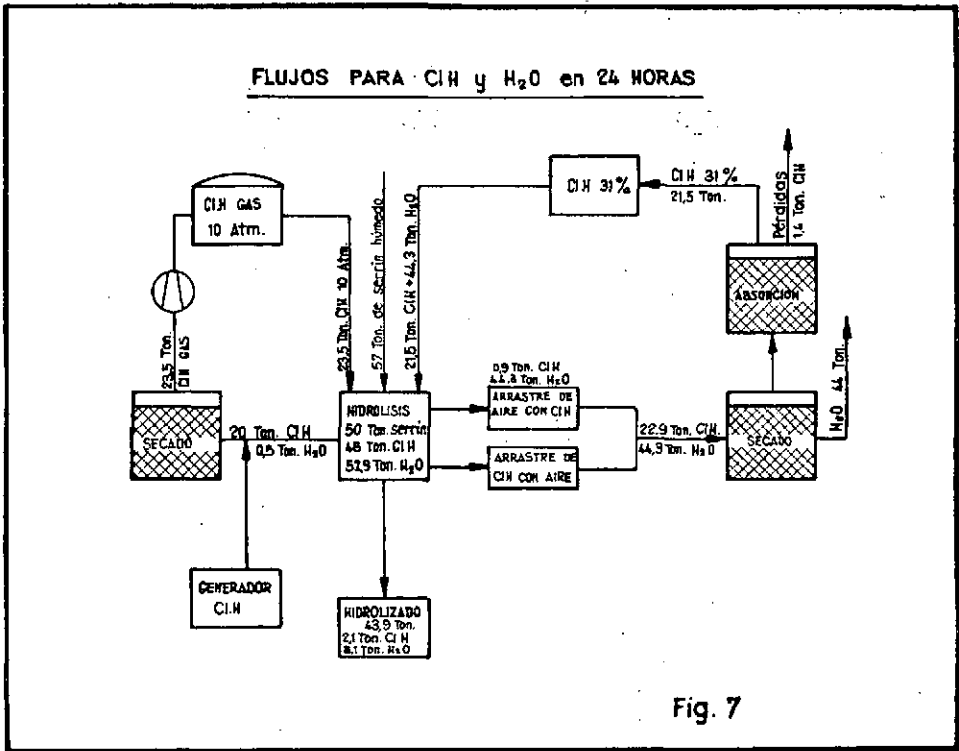 FLUJOS PARA ClH y H₂O en 24 HORAS
Cl.H GAS
10 Atm.
23,5 Ton.
ClH GAS
SECADO
20 Ton. ClH
0,5 Ton. H₂O
GENERADOR
Cl.H
23,5 Ton. ClH 10 Atm.
57 Ton. de serrín húmedo
21,5 Ton. ClH + 44,3 Ton. H₂O
HIDROLISIS
50 Ton. serrín
48 Ton. ClH
52,9 Ton. H₂O
HIDROLIZADO
43,9 Ton.
2,1 Ton. ClH
8,1 Ton. H₂O
0,9 Ton. ClH
44,3 Ton. H₂O
ARRASTRE DE
AIRE CON ClH
ARRASTRE DE
ClH CON AIRE
22.9 Ton. ClH.
44,3 Ton. H₂O
ClH 31%
ClH 31%
21,5 Ton.
Pérdidas
1,4 Ton. ClH
ABSORCION
SECADO
H₂O 44 Ton.
Fig. 7